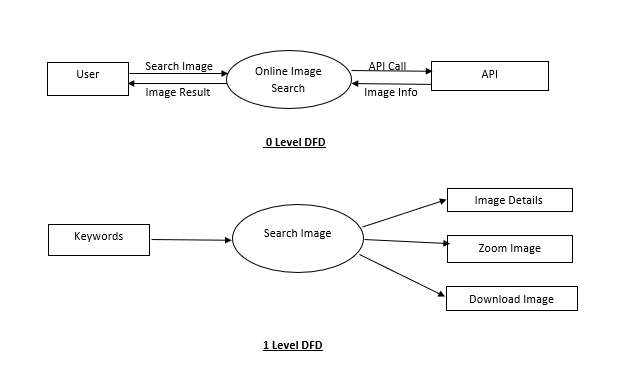 Search Image
API Call
User
Online Image
Search
API
Image Result
Image Info
0 Level DFD
Image Details
Keywords
Search Image
Zoom Image
Download Image
1 Level DFD